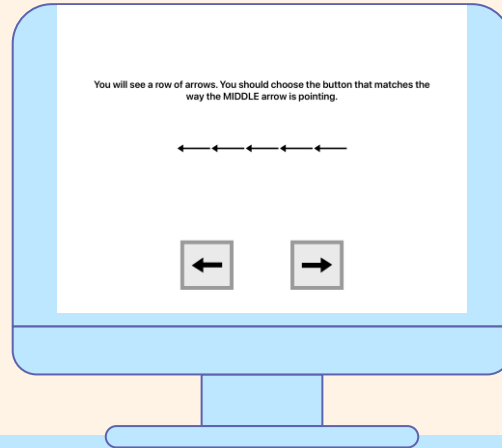 You will see a row of arrows. You should choose the button that matches the
way the MIDDLE arrow is pointing.